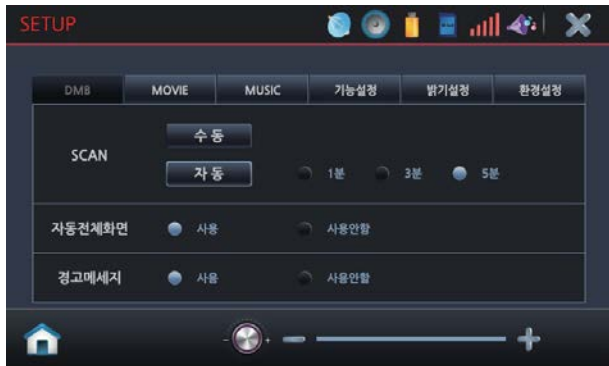 SETUP
DMB MOVIE MUSIC 기능설정 밝기설정 환경설정
수동
SCAN
자동 1분 3분 5분
자동전체화면 사용 사용안함
경고메세지 사용 사용안함
- +